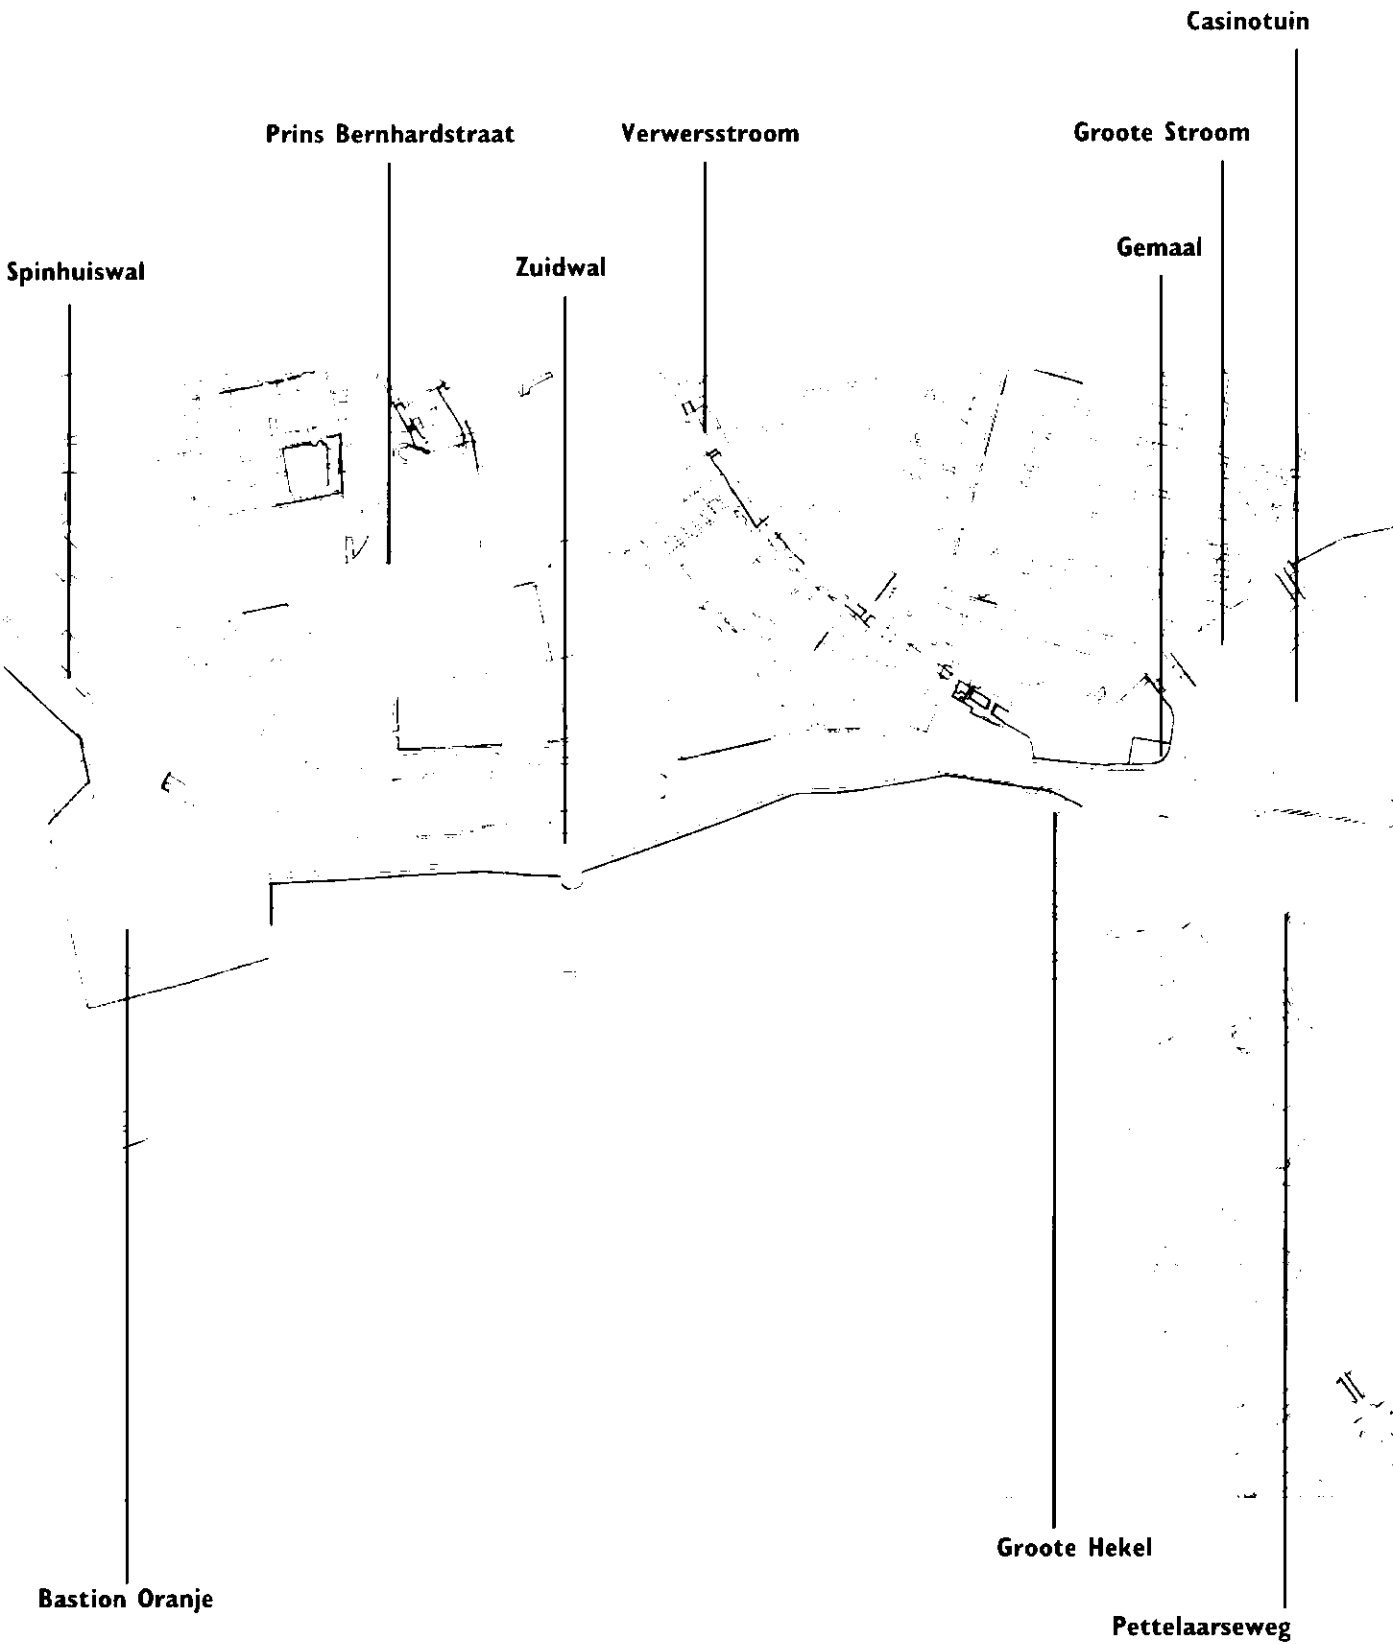 Casinotuin
Prins Bernhardstraat
Verwersstroom
Groote Stroom
Gemaal
Spinhuiswal
Zuidwal
Groote Hekel
Bastion Oranje
Pettelaarseweg